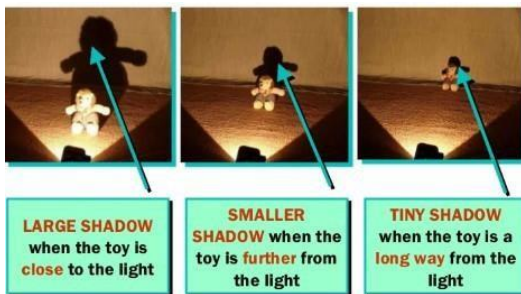 LARGE SHADOW
when the toy is
close to the light
SMALLER
SHADOW when the
toy is further from
the light
TINY SHADOW
when the toy is a
long way from the
light